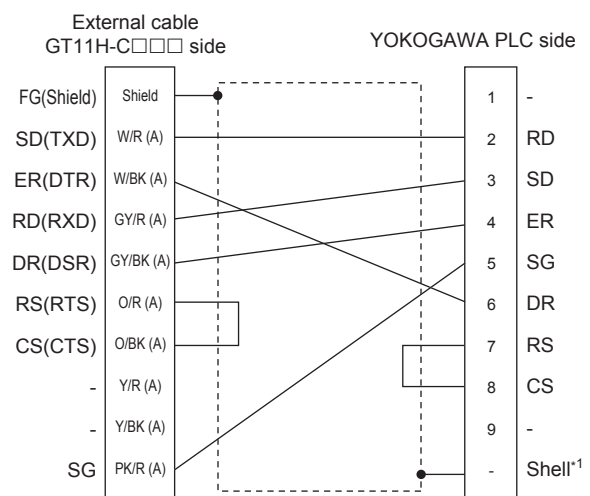 External cable
GT11H-C□□□ side
YOKOGAWA PLC side
FG(Shield) Shield 1 -
SD(TXD) W/R (A) 2 RD
ER(DTR) W/BK (A) 3 SD
RD(RXD) GY/R (A) 4 ER
DR(DSR) GY/BK (A) 5 SG
RS(RTS) O/R (A) 6 DR
CS(CTS) O/BK (A) 7 RS
- Y/R (A) 8 CS
- Y/BK (A) 9 -
SG PK/R (A) - Shell*1